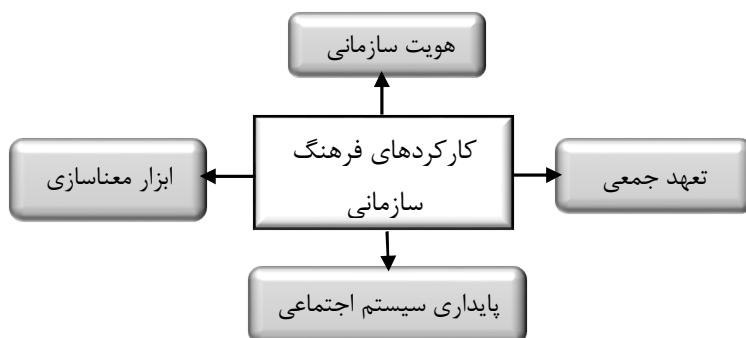 هویت سازمانی
کارکردهای فرهنگ
سازمانی
تعهد جمعی
ابزار معناسازی
پایداری سیستم اجتماعی